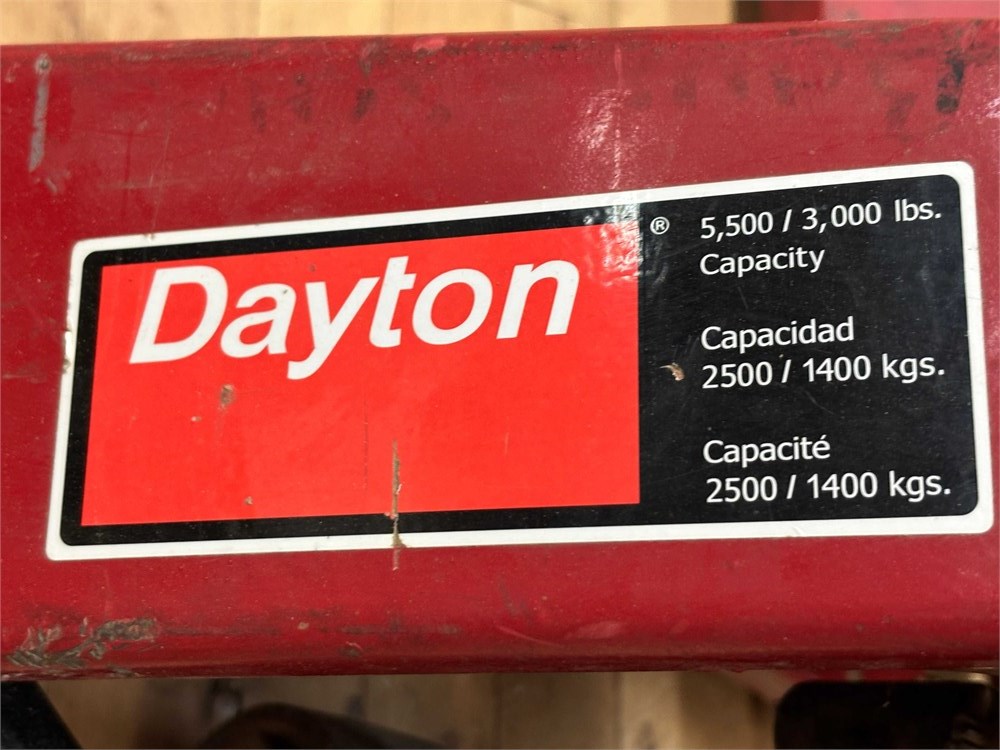 Dayton ®
5,500 / 3,000 lbs.
Capacity
Capacidad
2500 / 1400 kgs.
Capacité
2500 / 1400 kgs.